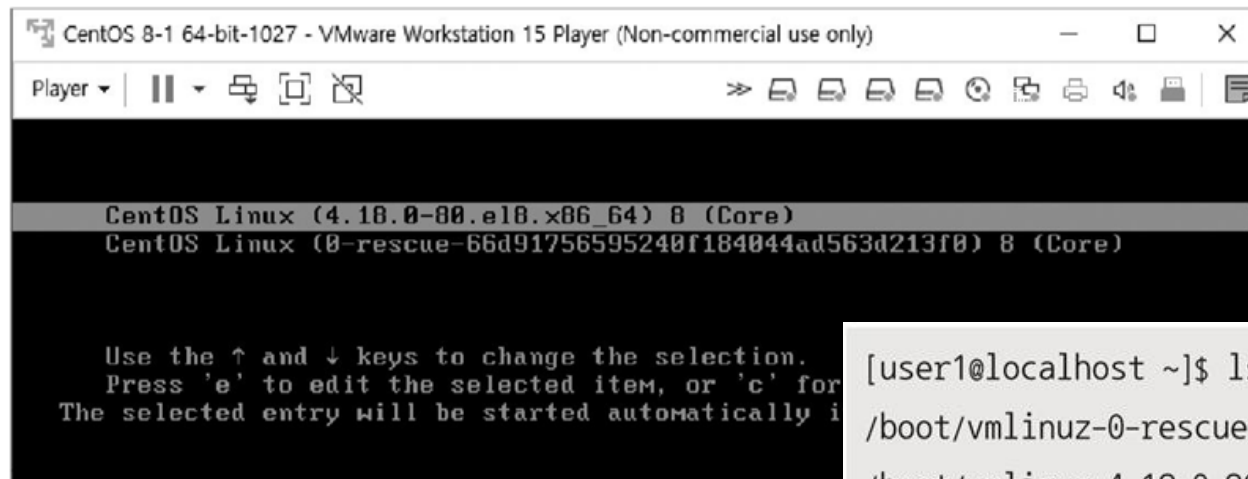 CentOS 8-1 64-bit-1027 - VMware Workstation 15 Player (Non-commercial use only)
Player
CentOS Linux (4.18.0-80.el8.x86_64) 8 (Core)
CentOS Linux (0-rescue-66d91756595240f184044ad563d213f0) 8 (Core)
Use the ↑ and ↓ keys to change the selection.
Press 'e' to edit the selected item, or 'c' for
The selected entry will be started automatically i
[user1@localhost ~]$ ls
/boot/vmlinuz-0-rescue